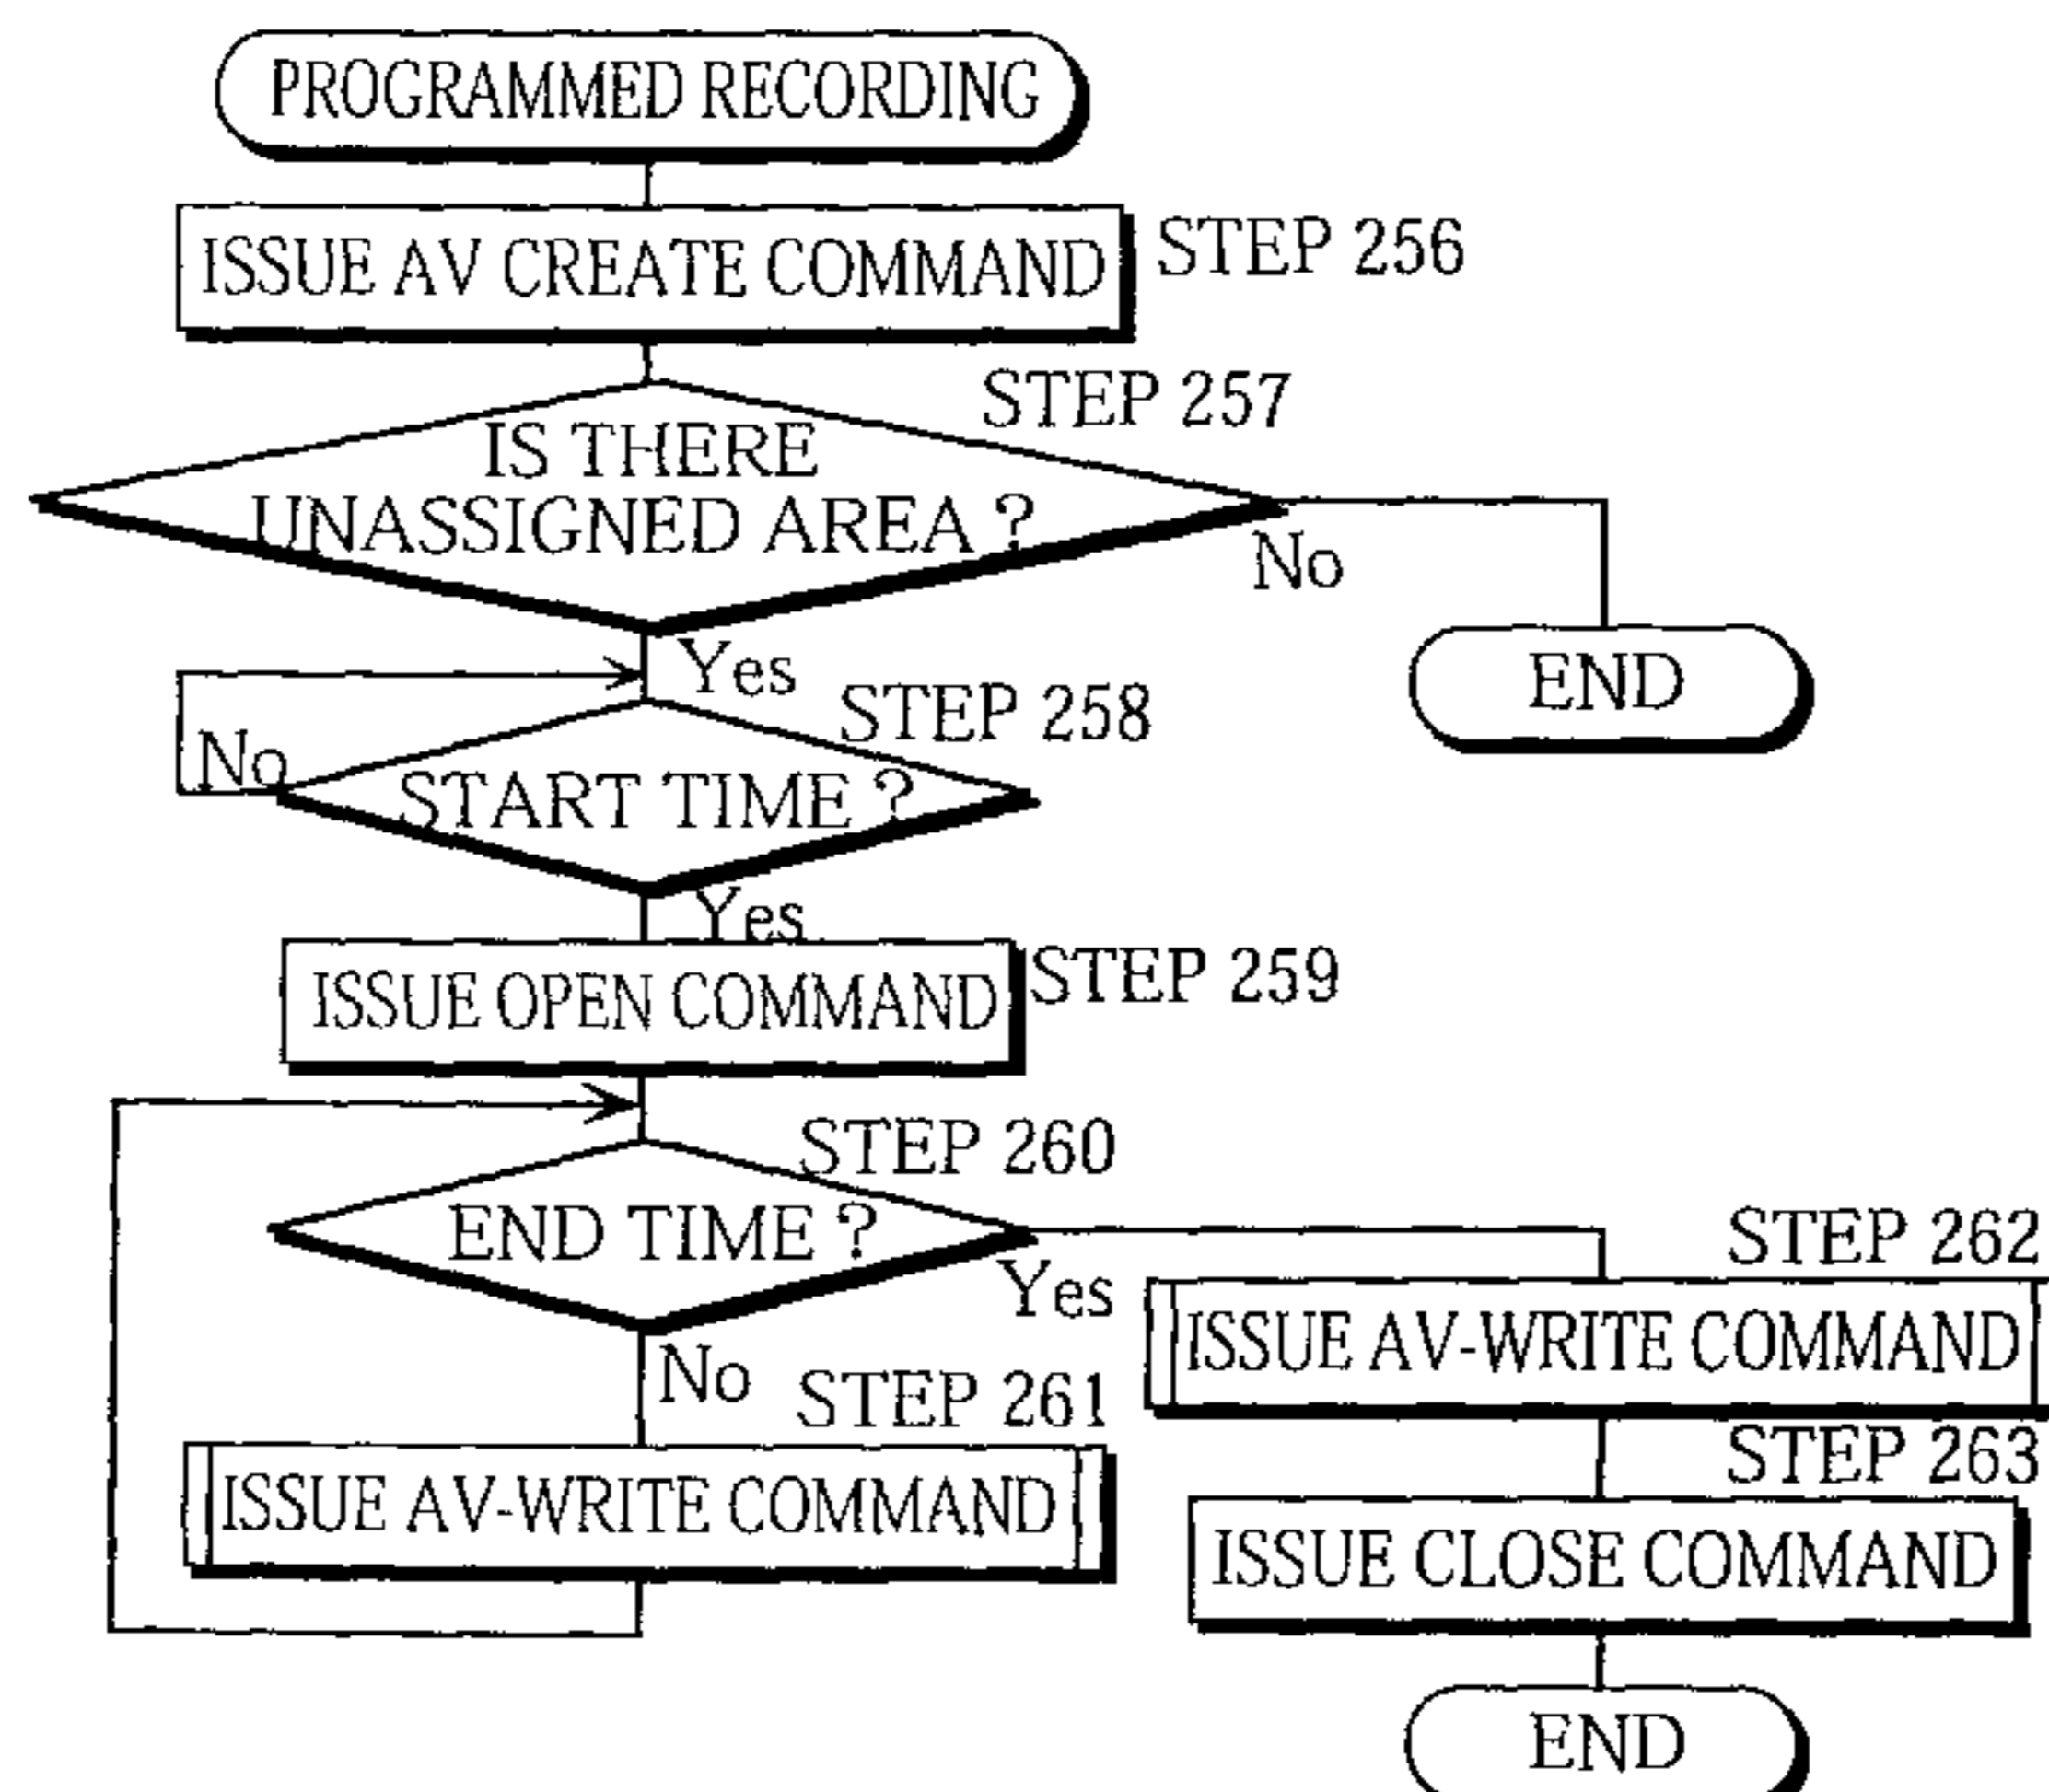 PROGRAMMED RECORDING
ISSUE AV CREATE COMMAND
STEP 256
STEP 257
IS THERE
UNASSIGNED AREA ?
No
END
Yes
STEP 258
No
START TIME ?
Yes
ISSUE OPEN COMMAND
STEP 259
STEP 260
END TIME ?
Yes
No
STEP 261
ISSUE AV-WRITE COMMAND
STEP 262
ISSUE AV-WRITE COMMAND
STEP 263
ISSUE CLOSE COMMAND
END